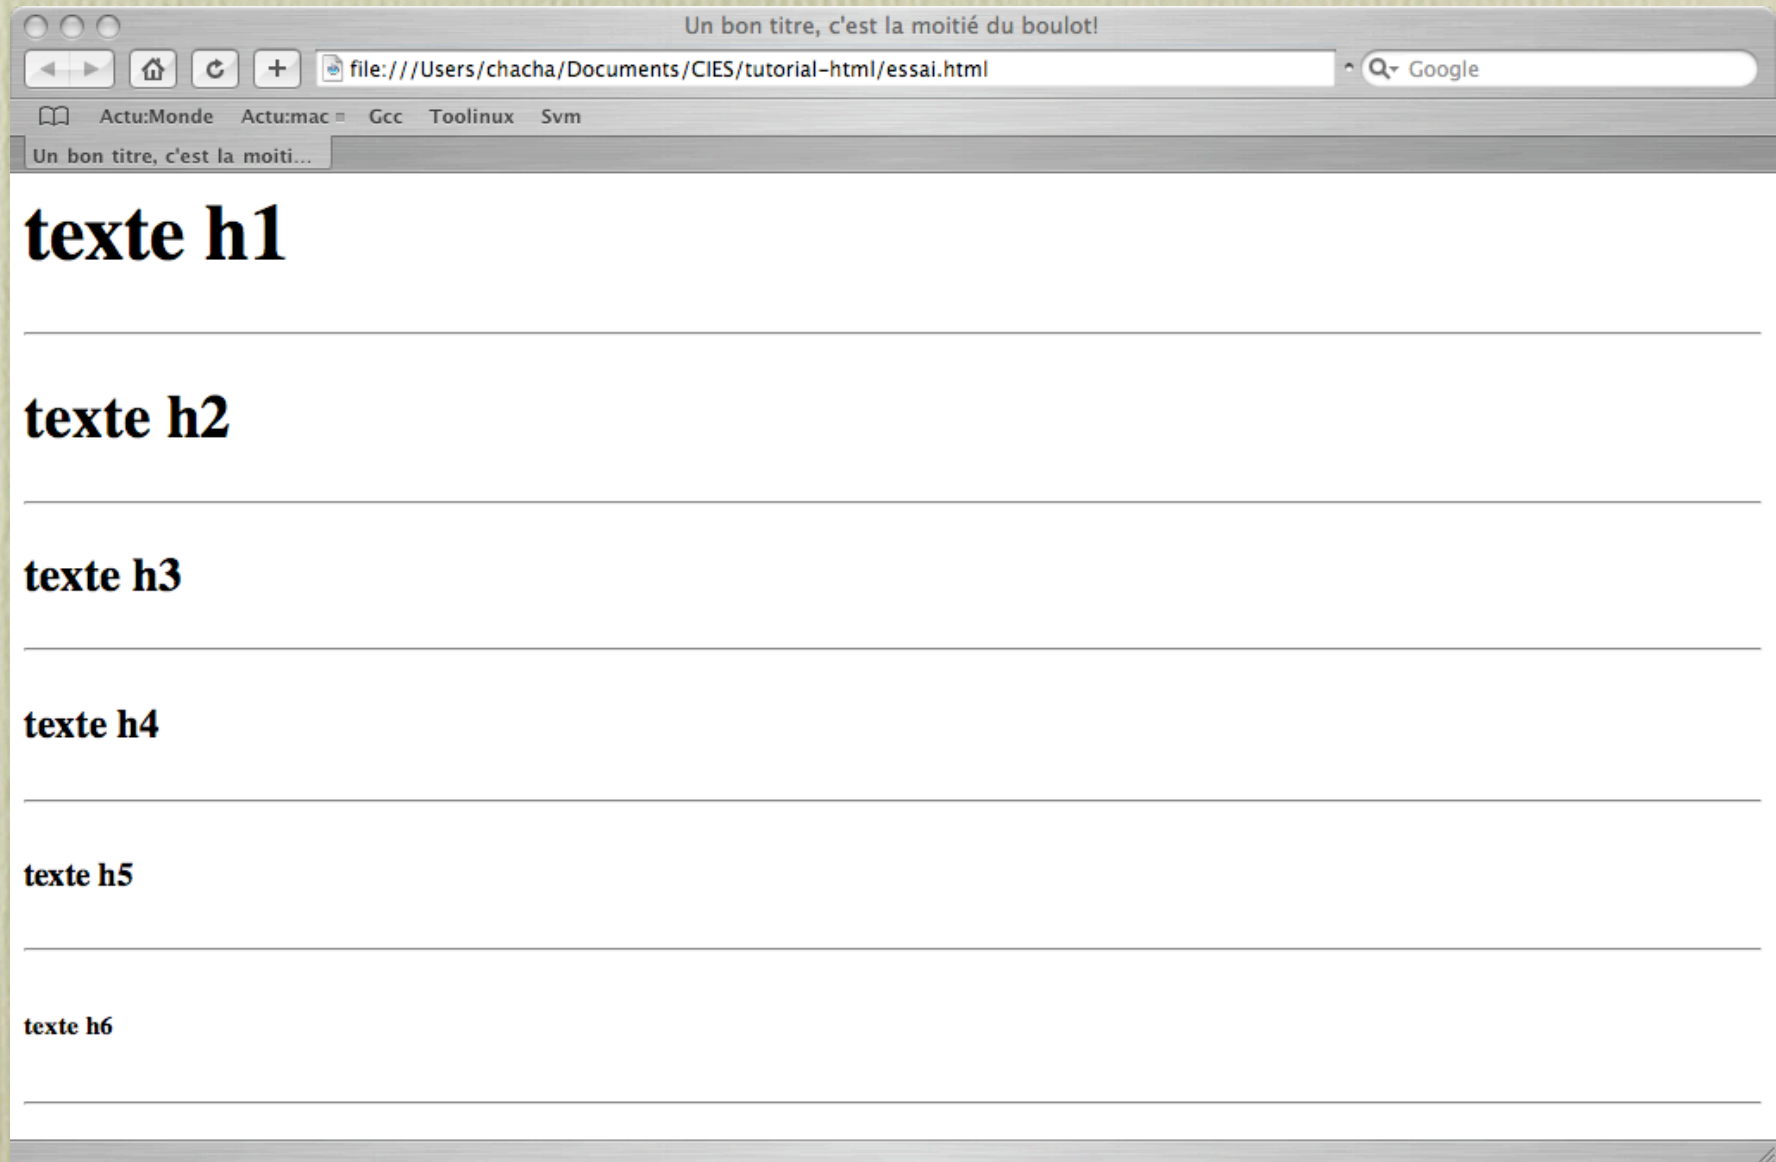 Un bon titre, c'est la moitié du boulot!
file:///Users/chacha/Documents/CIES/tutorial-html/essai.html
Google
Actu:Monde Actu:mac Gcc Toolinux Svm
Un bon titre, c'est la moiti...
texte h1
texte h2
texte h3
texte h4
texte h5
texte h6